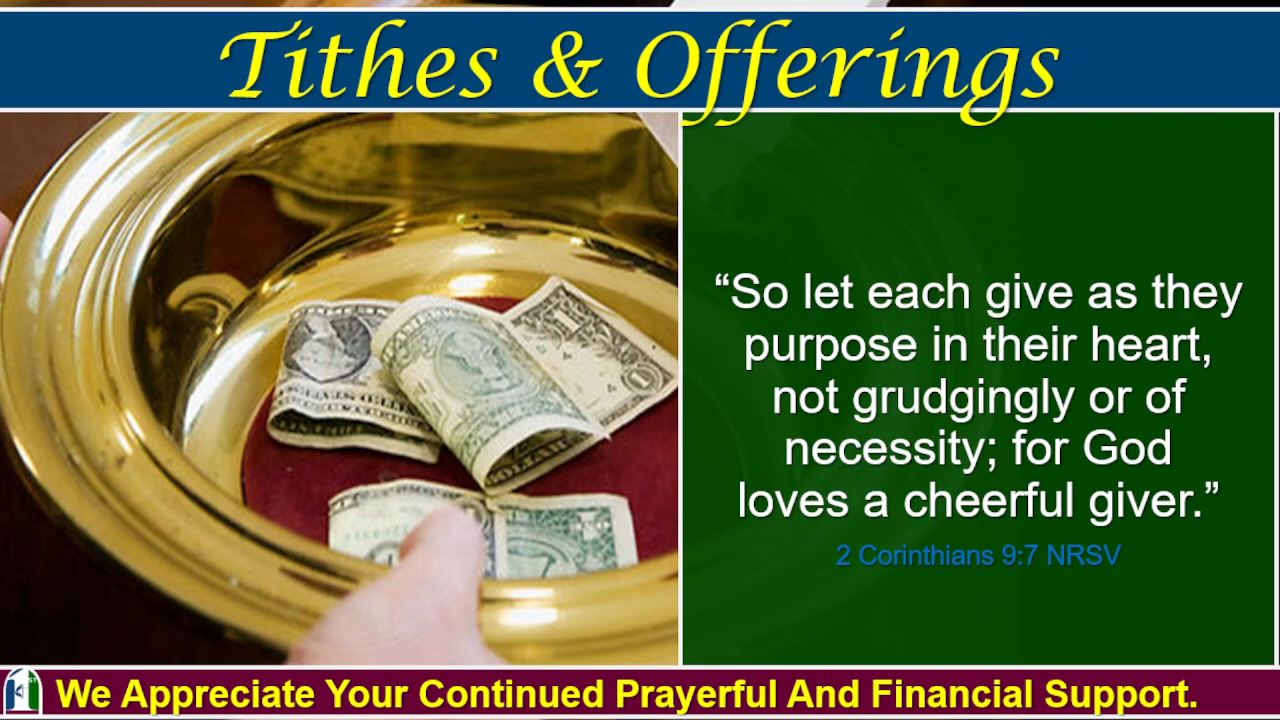 Tithes & Offerings
“So let each give as they
purpose in their heart,
not grudgingly or of
necessity; for God
loves a cheerful giver.”
2 Corinthians 9:7 NRSV
We Appreciate Your Continued Prayerful And Financial Support.